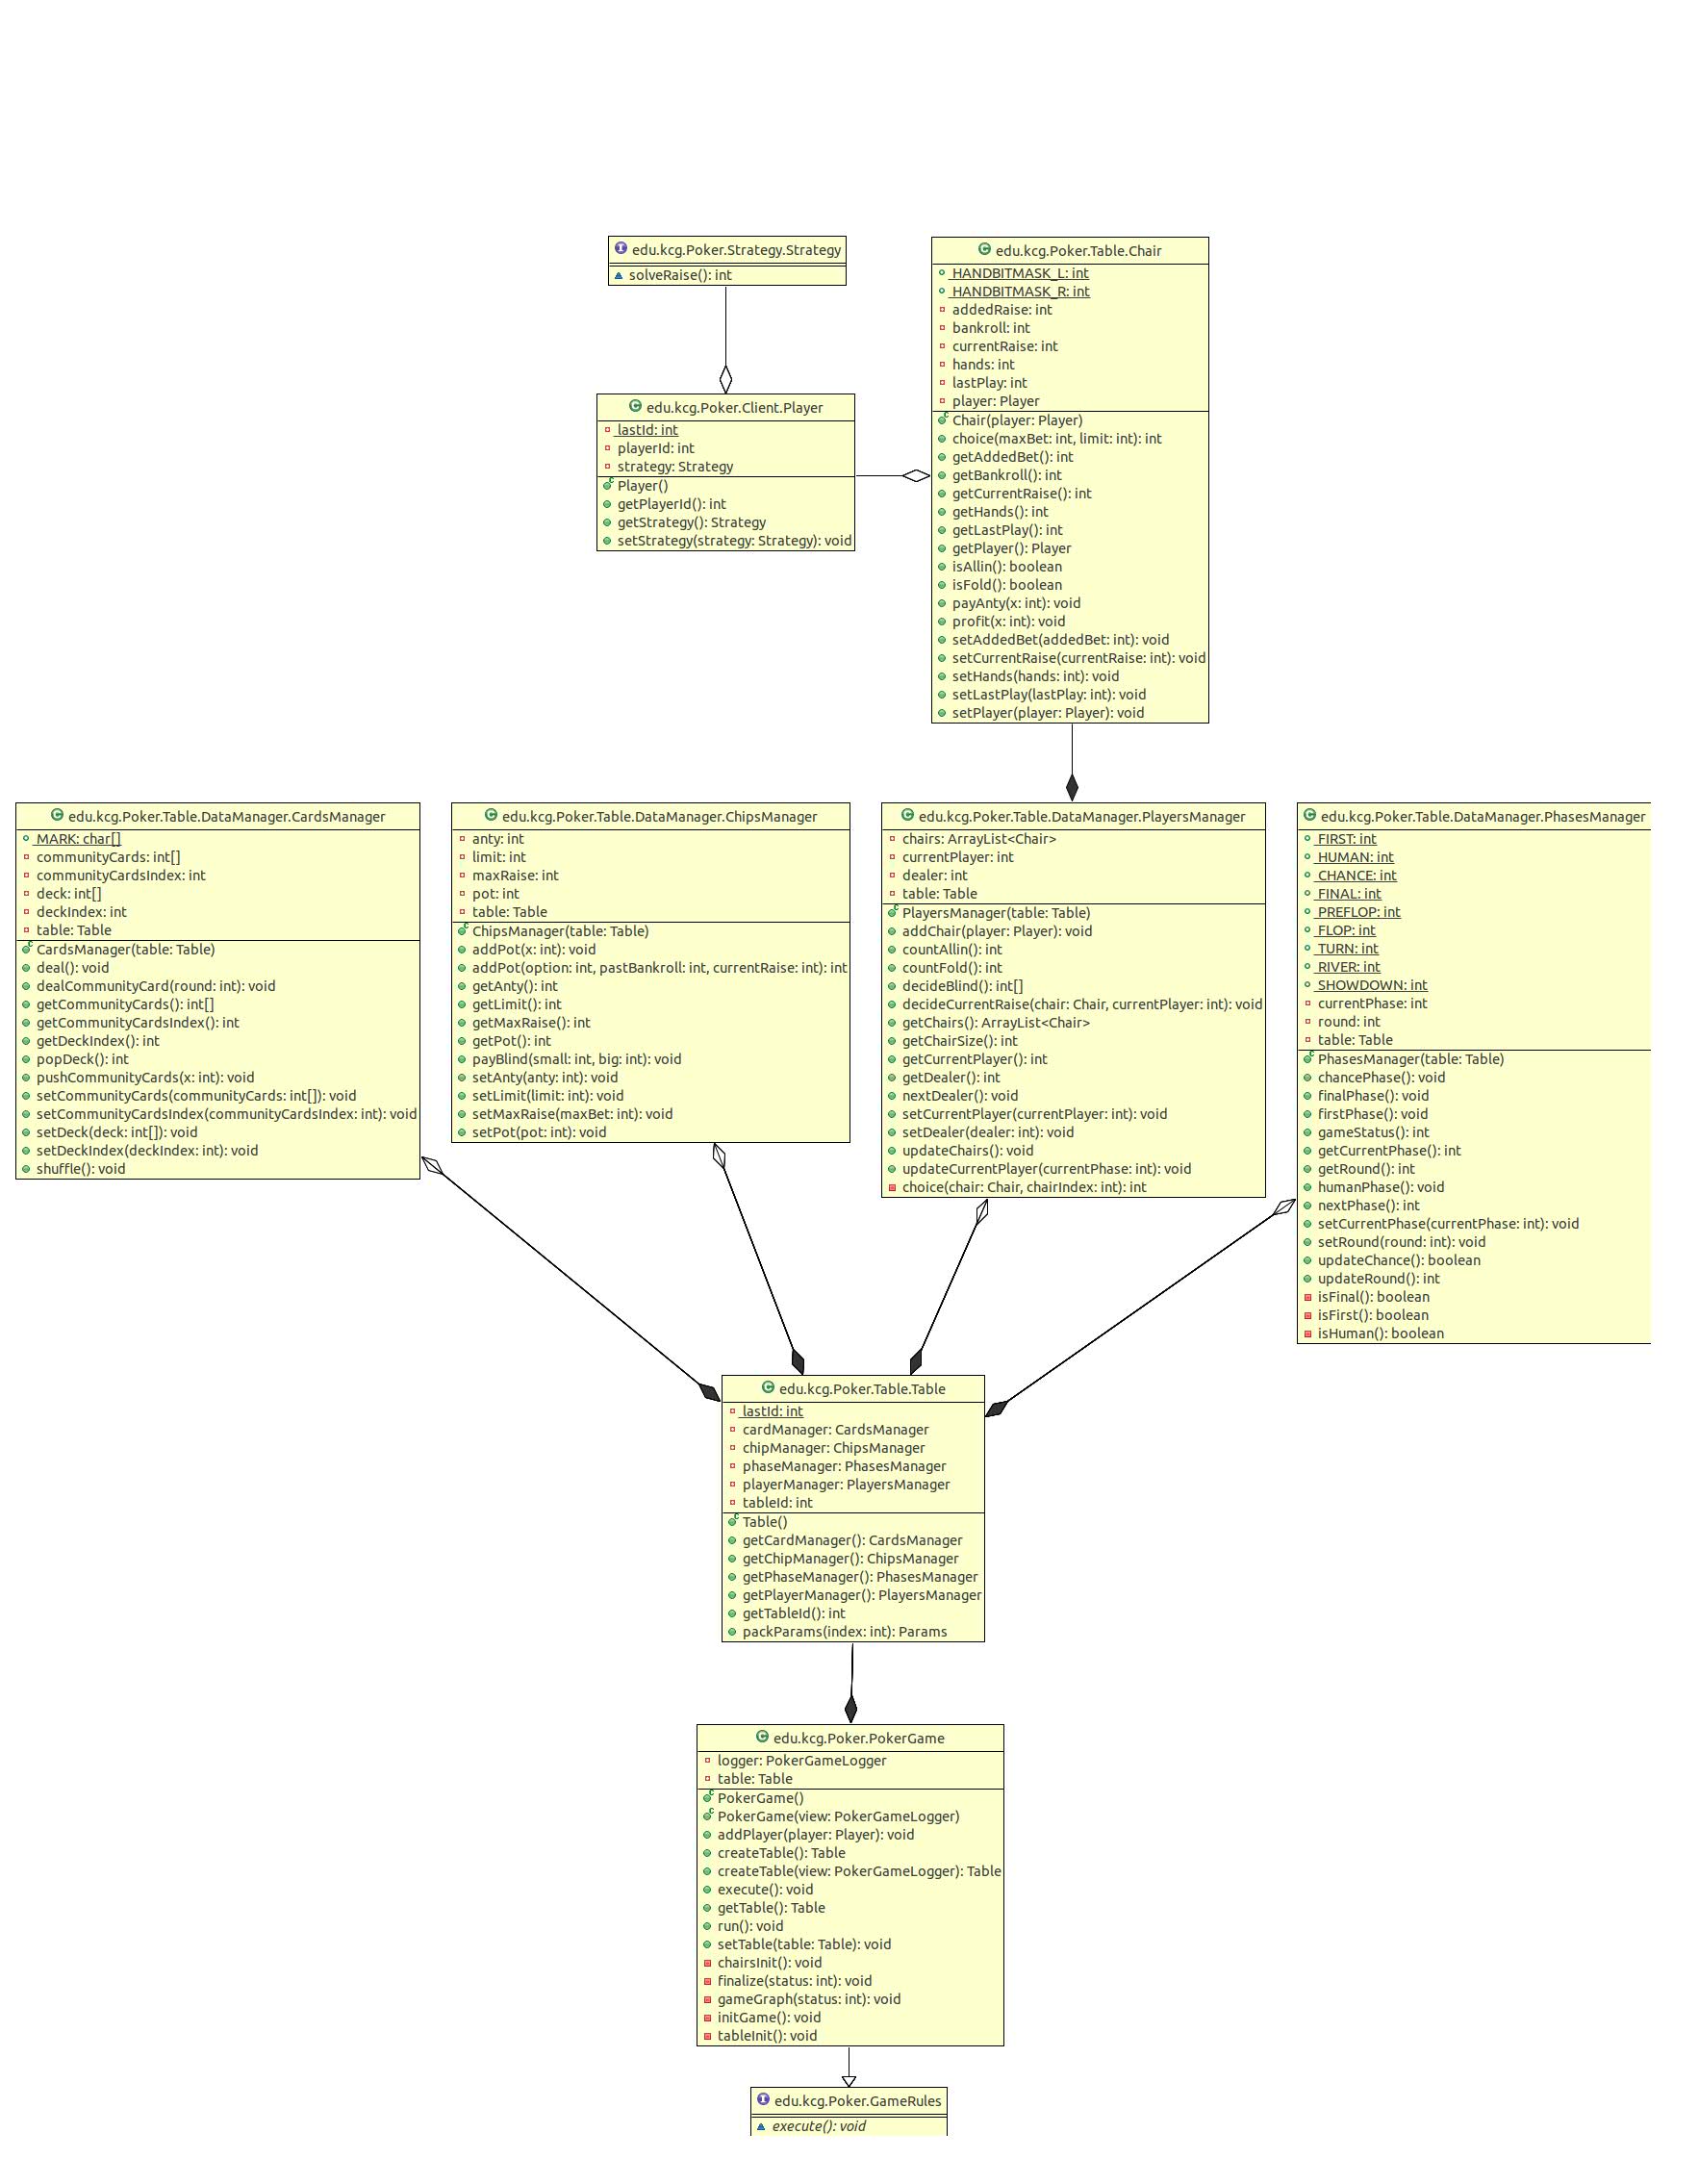 edu.kcg.Poker.Strategy.Strategy
solveRaise(): int
edu.kcg.Poker.Table.Chair
HANDBITMASK_L: int
HANDBITMASK_R: int
addedRaise: int
bankroll: int
currentRaise: int
hands: int
lastPlay: int
player: Player
Chair(player: Player)
choice(maxBet: int, limit: int): int
getAddedBet(): int
getBankroll(): int
getCurrentRaise(): int
getHands(): int
getLastPlay(): int
getPlayer(): Player
isAllin(): boolean
isFold(): boolean
payAnty(x: int): void
profit(x: int): void
setAddedBet(addedBet: int): void
setCurrentRaise(currentRaise: int): void
setHands(hands: int): void
setLastPlay(lastPlay: int): void
setPlayer(player: Player): void
edu.kcg.Poker.Client.Player
lastId: int
playerId: int
strategy: Strategy
Player()
getPlayerId(): int
getStrategy(): Strategy
setStrategy(strategy: Strategy): void
edu.kcg.Poker.Table.DataManager.CardsManager
MARK: char[]
communityCards: int[]
communityCardsIndex: int
deck: int[]
deckIndex: int
table: Table
CardsManager(table: Table)
deal(): void
dealCommunityCard(round: int): void
getCommunityCards(): int[]
getCommunityCardsIndex(): int
getDeckIndex(): int
popDeck(): int
pushCommunityCards(x: int): void
setCommunityCards(communityCards: int[]): void
setCommunityCardsIndex(communityCardsIndex: int): void
setDeck(deck: int[]): void
setDeckIndex(deckIndex: int): void
shuffle(): void
edu.kcg.Poker.Table.DataManager.ChipsManager
anty: int
limit: int
maxRaise: int
pot: int
table: Table
ChipsManager(table: Table)
addPot(x: int): void
addPot(option: int, pastBankroll: int, currentRaise: int): int
getAnty(): int
getLimit(): int
getMaxRaise(): int
getPot(): int
payBlind(small: int, big: int): void
setAnty(anty: int): void
setLimit(limit: int): void
setMaxRaise(maxBet: int): void
setPot(pot: int): void
edu.kcg.Poker.Table.DataManager.PlayersManager
chairs: ArrayList<Chair>
currentPlayer: int
dealer: int
table: Table
PlayersManager(table: Table)
addChair(player: Player): void
countAllin(): int
countFold(): int
decideBlind(): int[]
decideCurrentRaise(chair: Chair, currentPlayer: int): void
getChairs(): ArrayList<Chair>
getChairSize(): int
getCurrentPlayer(): int
getDealer(): int
nextDealer(): void
setCurrentPlayer(currentPlayer: int): void
setDealer(dealer: int): void
updateChairs(): void
updateCurrentPlayer(currentPhase: int): void
choice(chair: Chair, chairIndex: int): int
edu.kcg.Poker.Table.DataManager.PhasesManager
FIRST: int
HUMAN: int
CHANCE: int
FINAL: int
PREFLOP: int
FLOP: int
TURN: int
RIVER: int
SHOWDOWN: int
currentPhase: int
round: int
table: Table
PhasesManager(table: Table)
chancePhase(): void
finalPhase(): void
firstPhase(): void
gameStatus(): int
getCurrentPhase(): int
getRound(): int
humanPhase(): void
nextPhase(): int
setCurrentPhase(currentPhase: int): void
setRound(round: int): void
updateChance(): boolean
updateRound(): int
isFinal(): boolean
isFirst(): boolean
isHuman(): boolean
edu.kcg.Poker.Table.Table
lastId: int
cardManager: CardsManager
chipManager: ChipsManager
phaseManager: PhasesManager
playerManager: PlayersManager
tableId: int
Table()
getCardManager(): CardsManager
getChipManager(): ChipsManager
getPhaseManager(): PhasesManager
getPlayerManager(): PlayersManager
getTableId(): int
packParams(index: int): Params
edu.kcg.Poker.PokerGame
logger: PokerGameLogger
table: Table
PokerGame()
PokerGame(view: PokerGameLogger)
addPlayer(player: Player): void
createTable(): Table
createTable(view: PokerGameLogger): Table
execute(): void
getTable(): Table
run(): void
setTable(table: Table): void
chairsInit(): void
finalize(status: int): void
gameGraph(status: int): void
initGame(): void
tableInit(): void
edu.kcg.Poker.GameRules
execute(): void